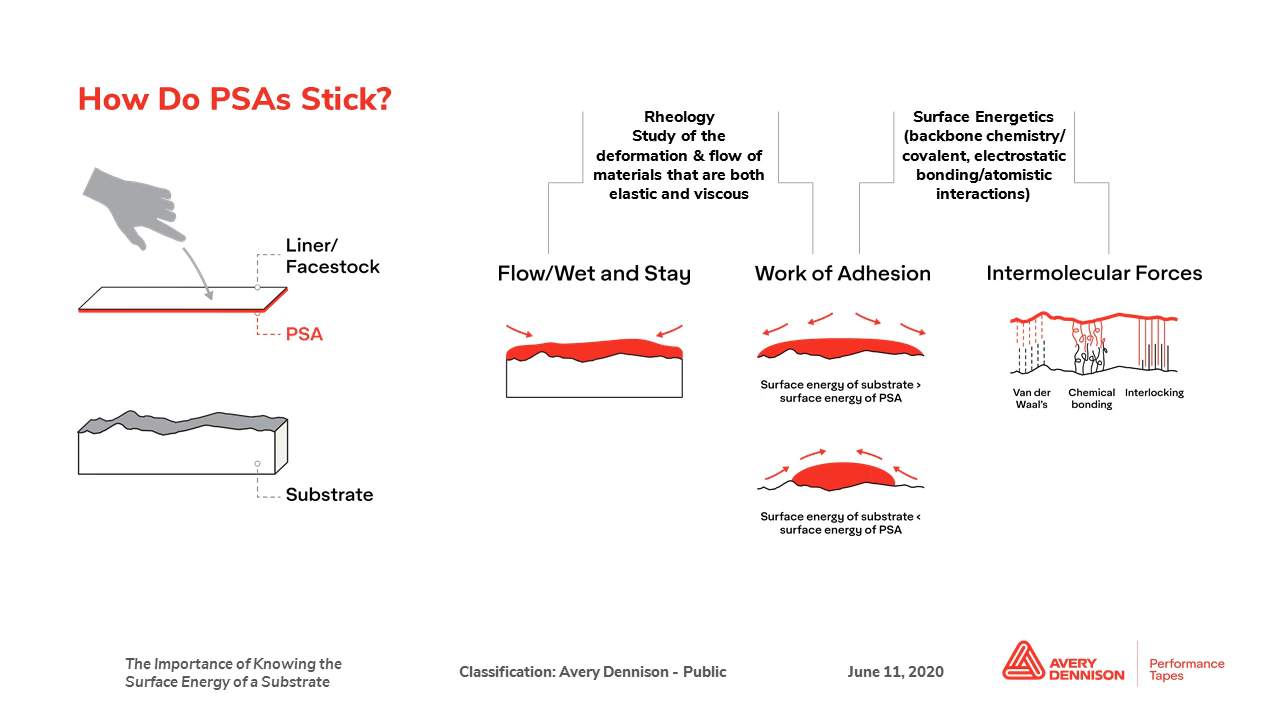 How Do PSAs Stick?
Liner/
Facestock
PSA
Substrate
Rheology
Study of the
deformation & flow of
materials that are both
elastic and viscous
Surface Energetics
(backbone chemistry/
covalent, electrostatic
bonding/atomistic
interactions)
Flow/Wet and Stay
Work of Adhesion
Intermolecular Forces
Surface energy of substrate >
surface energy of PSA
Surface energy of substrate <
surface energy of PSA
Van der
Waal's
Chemical
bonding
Interlocking
The Importance of Knowing the
Surface Energy of a Substrate
Classification: Avery Dennison - Public
June 11, 2020
AVERY
DENNISON
Performance
Tapes